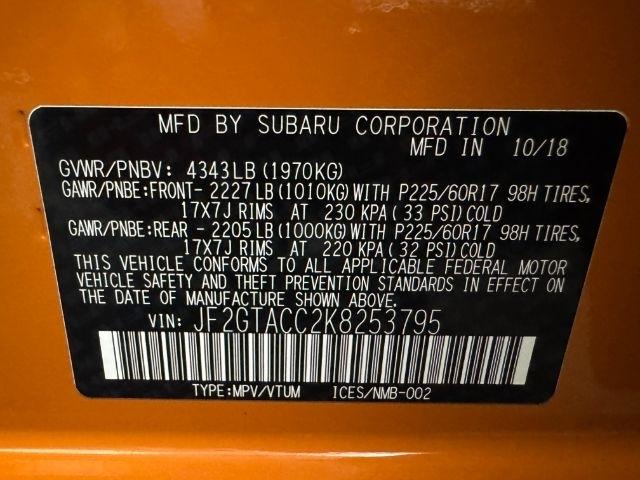 MFD BY SUBARU CORPORATION
MFD IN 10/18
GVWR/PNBV: 4343LB (1970KG)
GAWR/PNBE:FRONT- 2227LB (1010KG) WITH P225/60R17 98H TIRES,
17X7J RIMS AT 230 KPA (33 PSI) COLD
GAWR/PNBE:REAR - 2205LB (1000KG) WITH P225/60R17 98H TIRES,
17X7J RIMS AT 220 KPA (32 PSI) COLD
THIS VEHICLE CONFORMS TO ALL APPLICABLE FEDERAL MOTOR
VEHICLE SAFETY AND THEFT PREVENTION STANDARDS IN EFFECT ON
THE DATE OF MANUFACTURE SHOWN ABOVE.
VIN: JF2GTACC2K8253795
TYPE:MPV/VTUM ICES/NMB-002